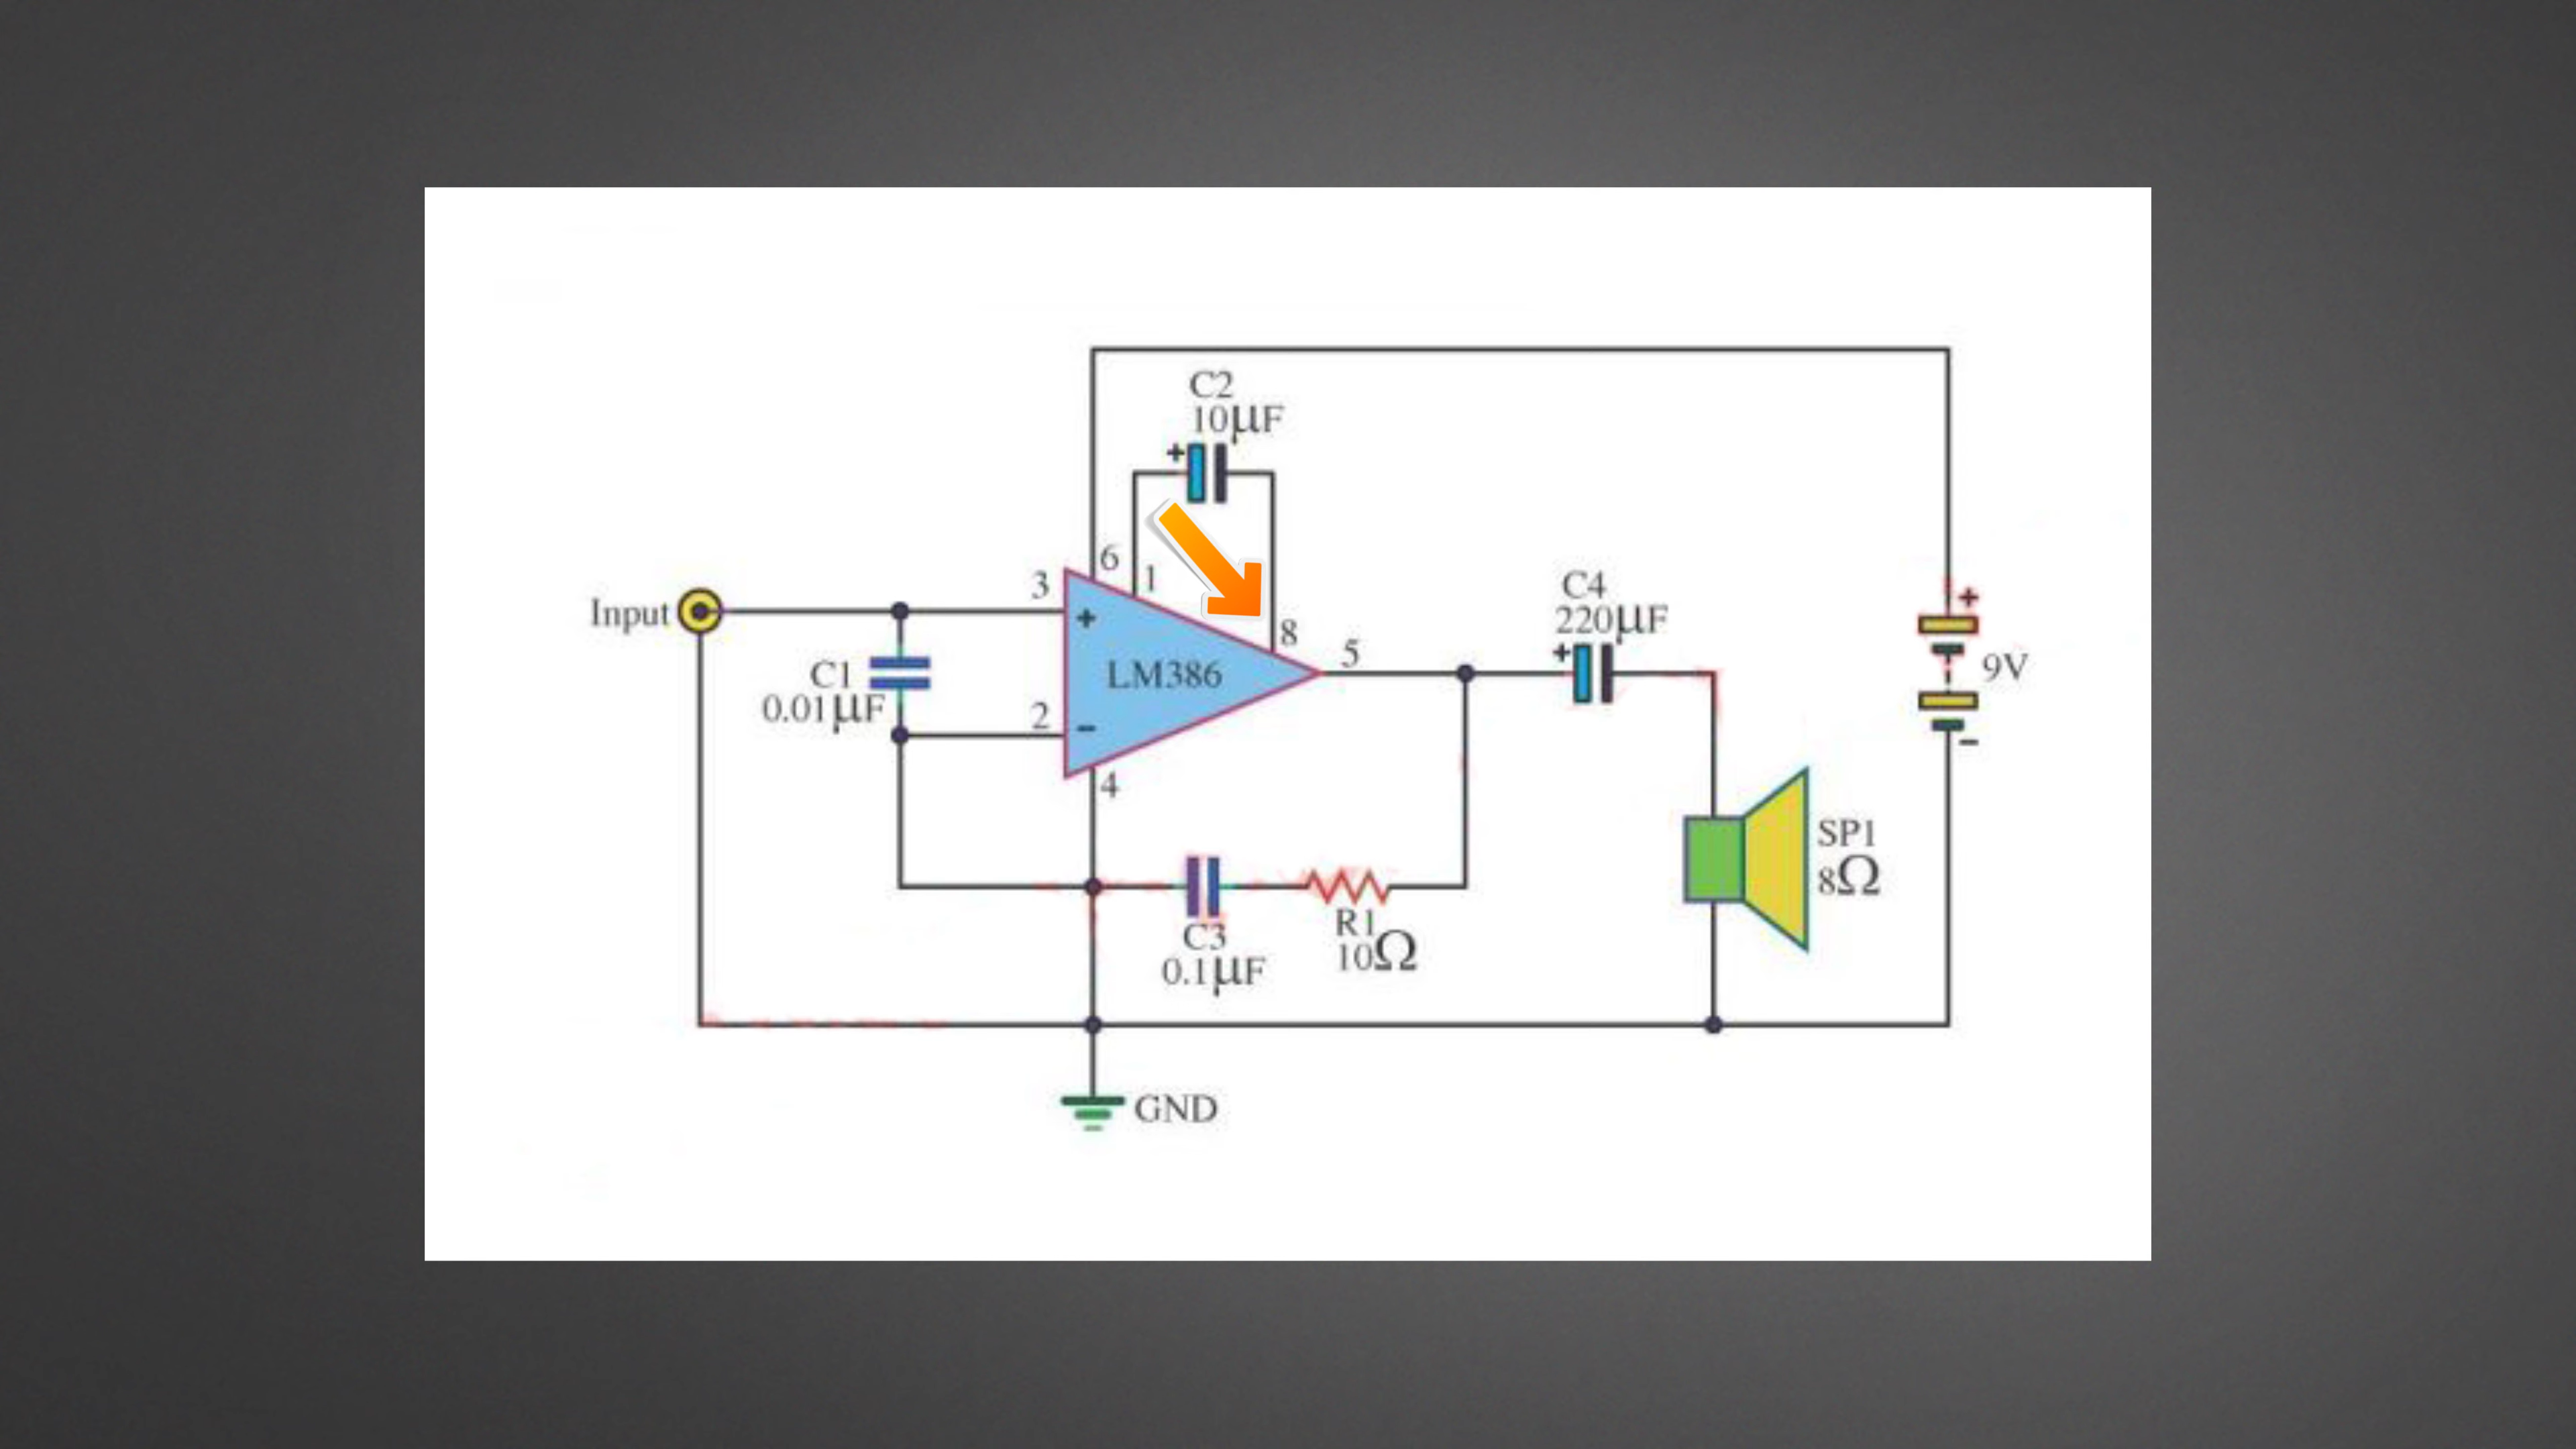 C2
10µF
+
6
1
3
Input
+
8
5
C4
220µF
+
+
9V
LM386
C1
0.01µF
2
-
4
-
SP1
8Ω
C3
0.1µF
R1
10Ω
GND